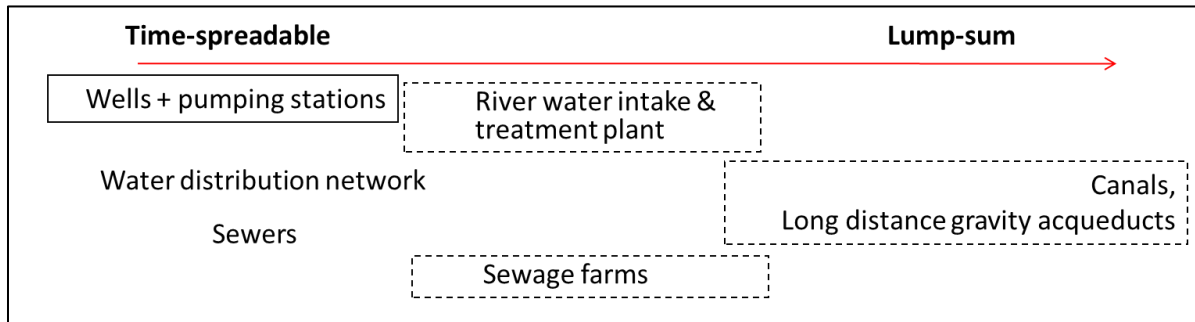 Time-spreadable
Lump-sum
Wells + pumping stations
River water intake &
treatment plant
Water distribution network
Canals,
Long distance gravity acqueducts
Sewers
Sewage farms